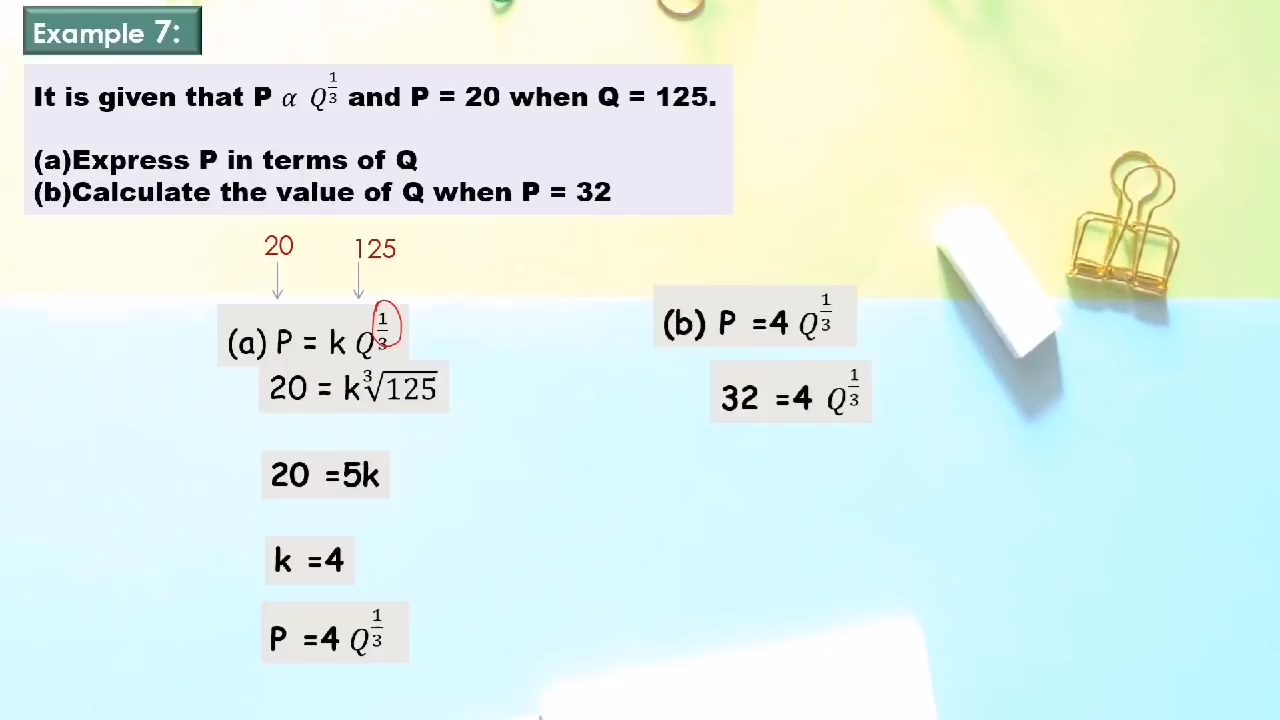 Example 7:
It is given that P α Q^(1/3) and P = 20 when Q = 125.
(a)Express P in terms of Q
(b)Calculate the value of Q when P = 32
20 125
(a) P = k Q^(1/3)
20 = k ∛125
20 =5k
k =4
P =4 Q^(1/3)
(b) P =4 Q^(1/3)
32 =4 Q^(1/3)